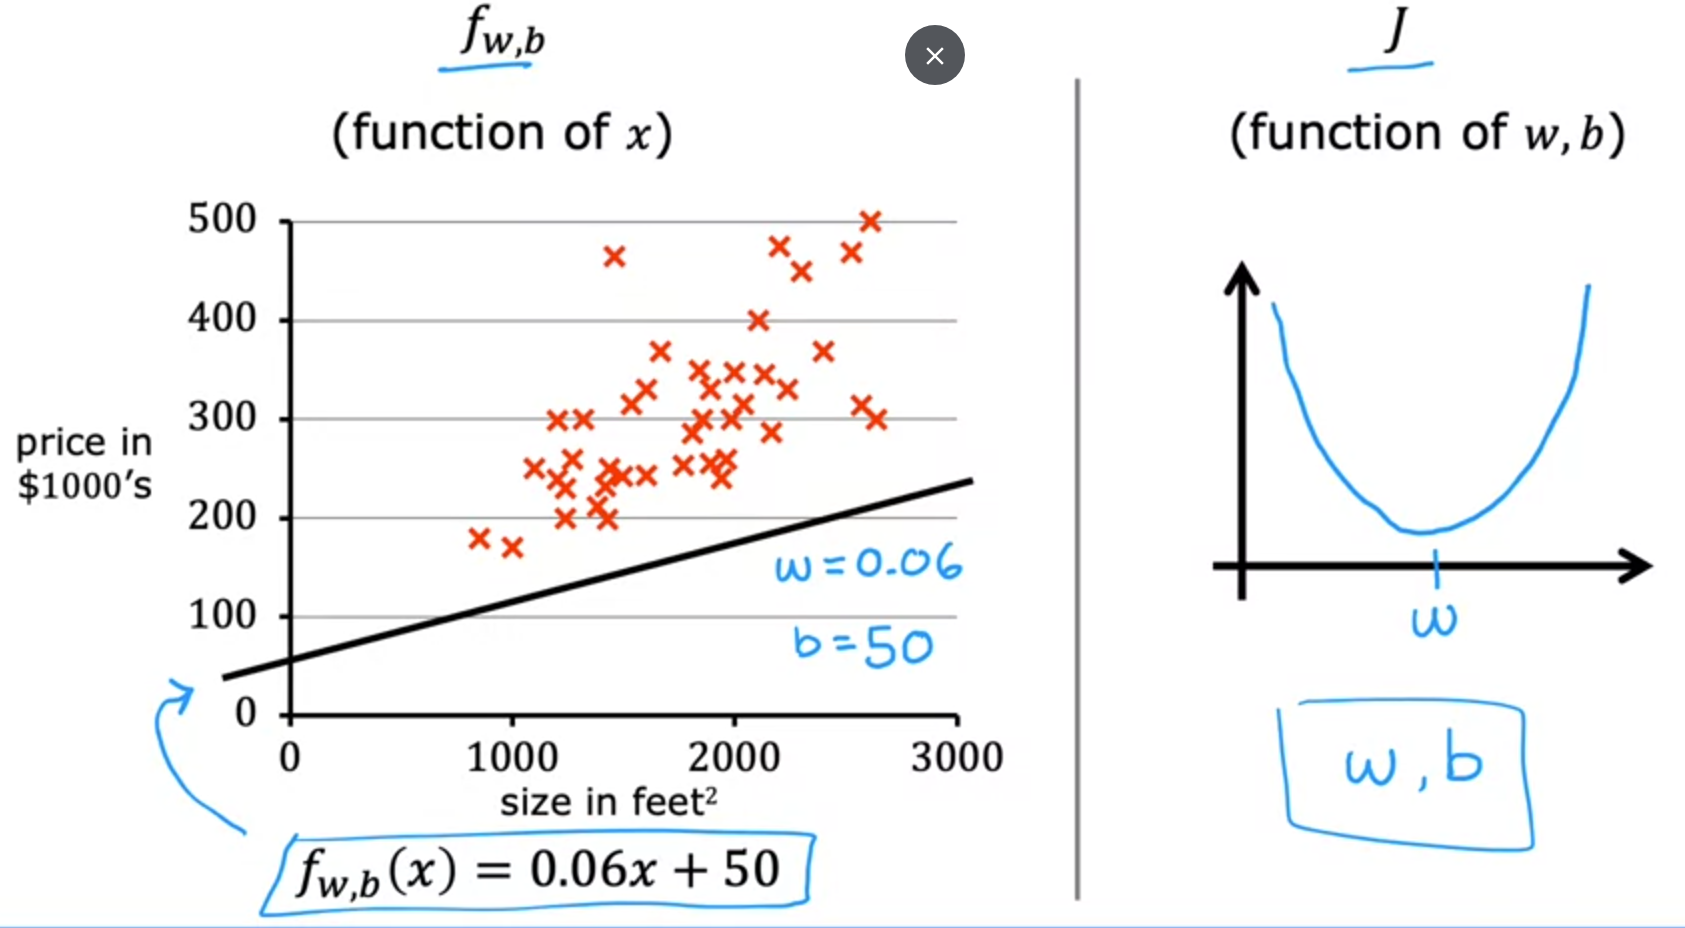 f_{w,b}
(function of x)
500
400
300
200
100
0
price in
$1000's
0 1000 2000 3000
size in feet²
w = 0.06
b = 50
f_{w,b}(x) = 0.06x + 50
J
(function of w, b)
w
w, b